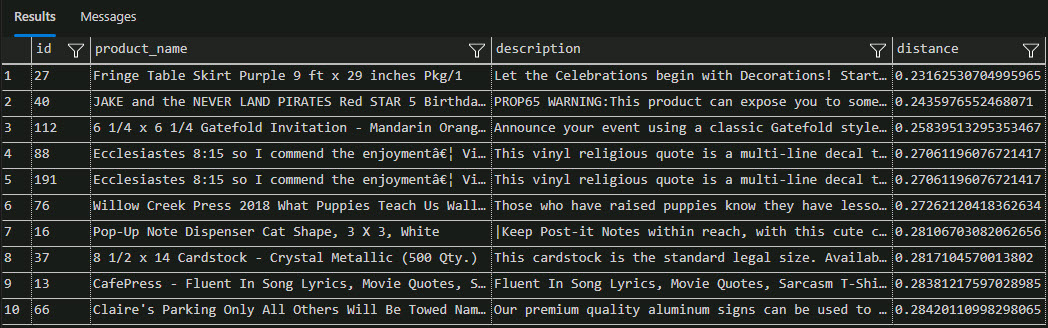 Results Messages
id product_name description distance
1 27 Fringe Table Skirt Purple 9 ft x 29 inches Pkg/1 Let the Celebrations begin with Decorations! Start… 0.23162530704995965
2 40 JAKE and the NEVER LAND PIRATES Red STAR 5 Birthda… PROP65 WARNING:This product can expose you to some… 0.2435976552468071
3 112 6 1/4 x 6 1/4 Gatefold Invitation - Mandarin Orang… Announce your event using a classic Gatefold style… 0.25839513295353467
4 88 Ecclesiastes 8:15 so I commend the enjoymentâ€¦ Vi… This vinyl religious quote is a multi-line decal t… 0.27061196076721417
5 191 Ecclesiastes 8:15 so I commend the enjoymentâ€¦ Vi… This vinyl religious quote is a multi-line decal t… 0.27061196076721417
6 76 Willow Creek Press 2018 What Puppies Teach Us Wall… Those who have raised puppies know they have lesso… 0.27262120418362634
7 16 Pop-Up Note Dispenser Cat Shape, 3 X 3, White |Keep Post-it Notes within reach, with this cute c… 0.28106703082062656
8 37 8 1/2 x 14 Cardstock - Crystal Metallic (500 Qty.) This cardstock is the standard legal size. Availab… 0.2817104570013802
9 13 CafePress - Fluent In Song Lyrics, Movie Quotes, S… Fluent In Song Lyrics, Movie Quotes, Sarcasm T-Shi… 0.28381217597028985
10 66 Claire's Parking Only All Others Will Be Towed Nam… Our premium quality aluminum signs can be used to … 0.28420110998298065